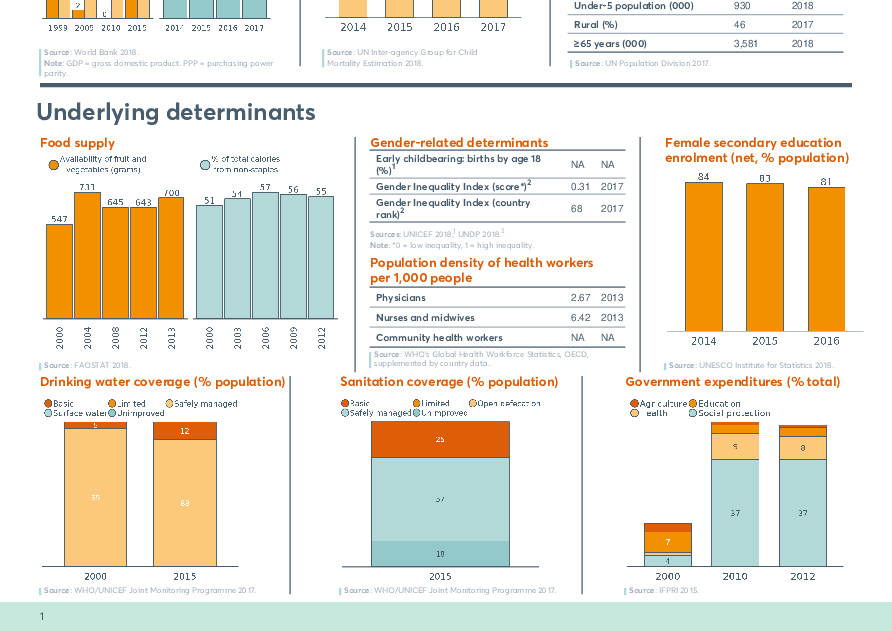 2
0
1999 2005 2010 2015
2014 2015 2016 2017
Source: World Bank 2018.
Note: GDP = gross domestic product. PPP = purchasing power
parity.
2014 2015 2016 2017
Source: UN Inter-agency Group for Child
Mortality Estimation 2018.
Under-5 population (000) 930 2018
Rural (%) 46 2017
≥65 years (000) 3,581 2018
Source: UN Population Division 2017.
Underlying determinants
Food supply
Availability of fruit and
vegetables (grams)
% of total calories
from non-staples
547 731 645 643 700
2000 2004 2008 2012 2013
51 54 57 56 55
2000 2003 2006 2009 2012
Source: FAOSTAT 2018.
Gender-related determinants
Early childbearing: births by age 18
(%)1 NA NA
Gender Inequality Index (score*)2 0.31 2017
Gender Inequality Index (country
rank)2 68 2017
Sources: UNICEF 2018,1 UNDP 2018.2
Note: *0 = low inequality, 1 = high inequality.
Population density of health workers
per 1,000 people
Physicians 2.67 2013
Nurses and midwives 6.42 2013
Community health workers NA NA
Source: WHO's Global Health Workforce Statistics, OECD,
supplemented by country data.
Female secondary education
enrolment (net, % population)
84 83 81
2014 2015 2016
Source: UNESCO Institute for Statistics 2018.
Drinking water coverage (% population)
Basic Limited Safely managed
Surface water Unimproved
5
12
2000 2015
Source: WHO/UNICEF Joint Monitoring Programme 2017.
Sanitation coverage (% population)
Basic Limited Open defecation
Safely managed Unimproved
25
57
18
2015
Source: WHO/UNICEF Joint Monitoring Programme 2017.
Government expenditures (% total)
Agriculture Education
Health Social protection
7
4
37
8
37
2000 2010 2012
Source: IFPRI 2015.
1